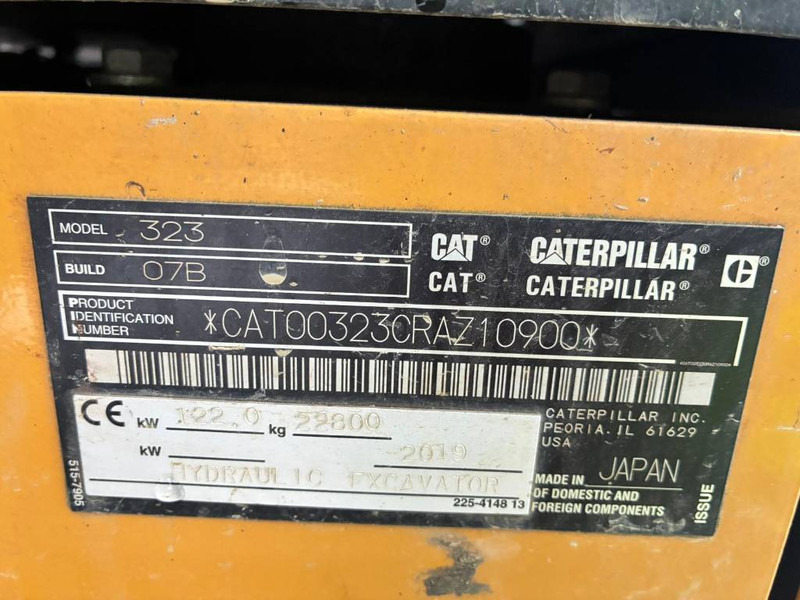 MODEL 323
BUILD 07B
CAT® CATERPILLAR® C®
CAT® CATERPILLAR®
PRODUCT
IDENTIFICATION
NUMBER
*CAT00323CRAZ10900*
CE kW 122.0 kg
kW 2019
HYDRAULIC EXCAVATOR
225-4148 13
515-7905
CATERPILLAR INC.
PEORIA, IL 61629
USA
MADE IN JAPAN
OF DOMESTIC AND
FOREIGN COMPONENTS
ISSUE